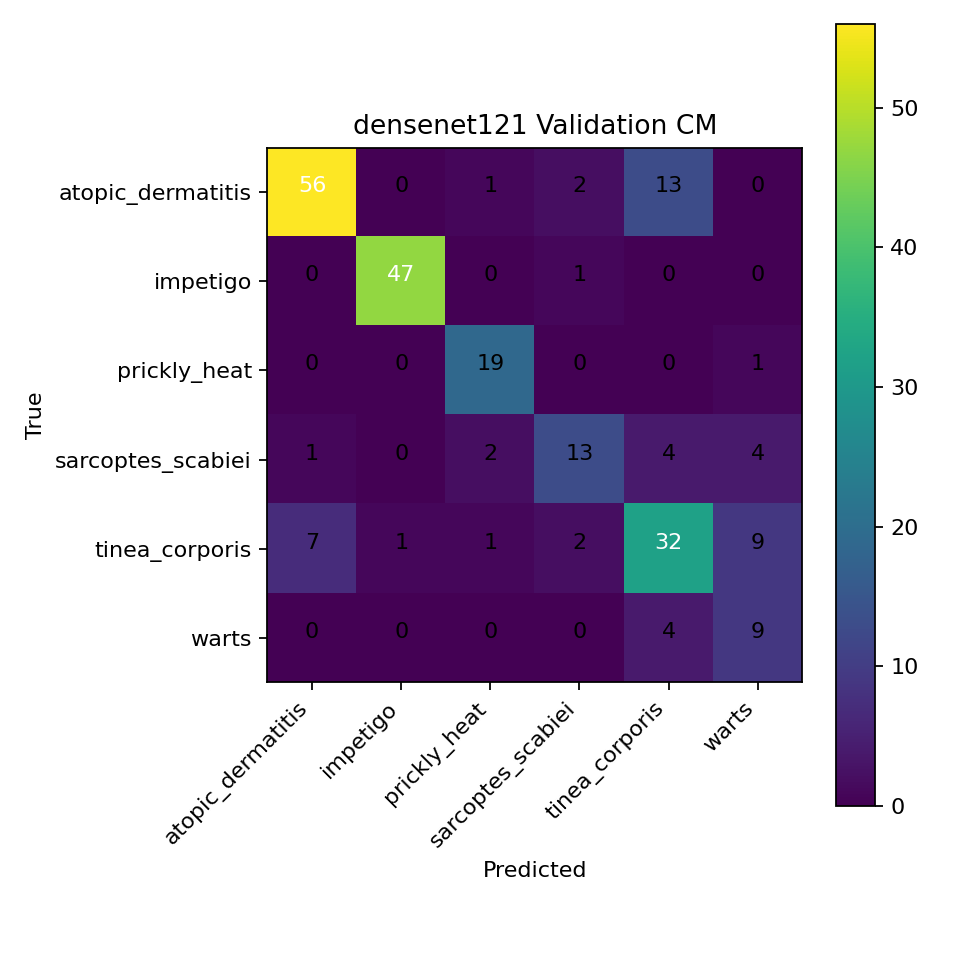 densenet121 Validation CM
atopic_dermatitis 56 0 1 2 13 0
impetigo 0 47 0 1 0 0
prickly_heat 0 0 19 0 0 1
sarcoptes_scabiei 1 0 2 13 4 4
tinea_corporis 7 1 1 2 32 9
warts 0 0 0 0 4 9
True
atopic_dermatitis impetigo prickly_heat sarcoptes_scabiei tinea_corporis warts
Predicted
50
40
30
20
10
0